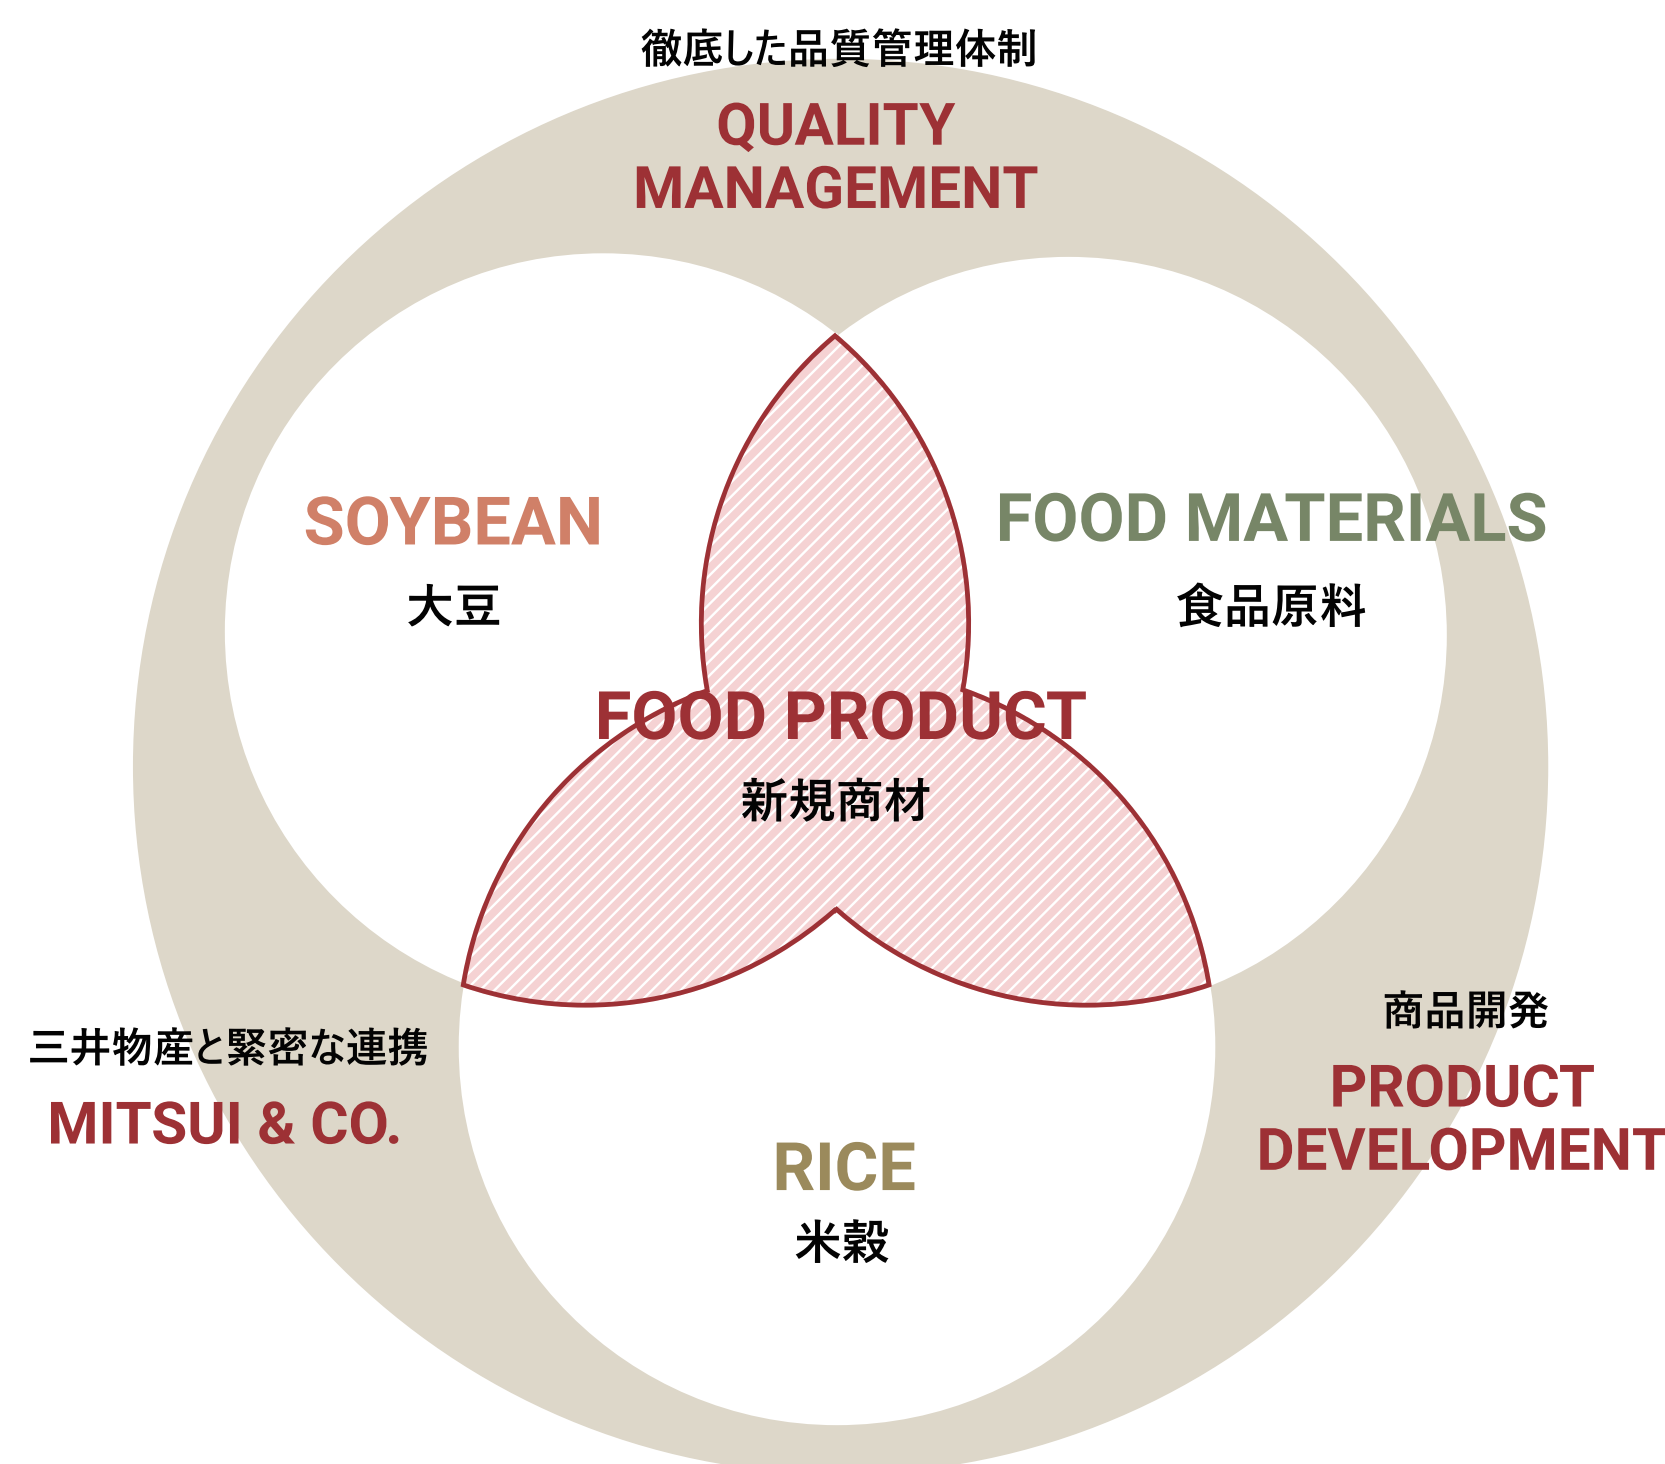 徹底した品質管理体制
QUALITY
MANAGEMENT
SOYBEAN
大豆
FOOD MATERIALS
食品原料
FOOD PRODUCT
新規商材
三井物産と緊密な連携
MITSUI & CO.
商品開発
PRODUCT
DEVELOPMENT
RICE
米穀